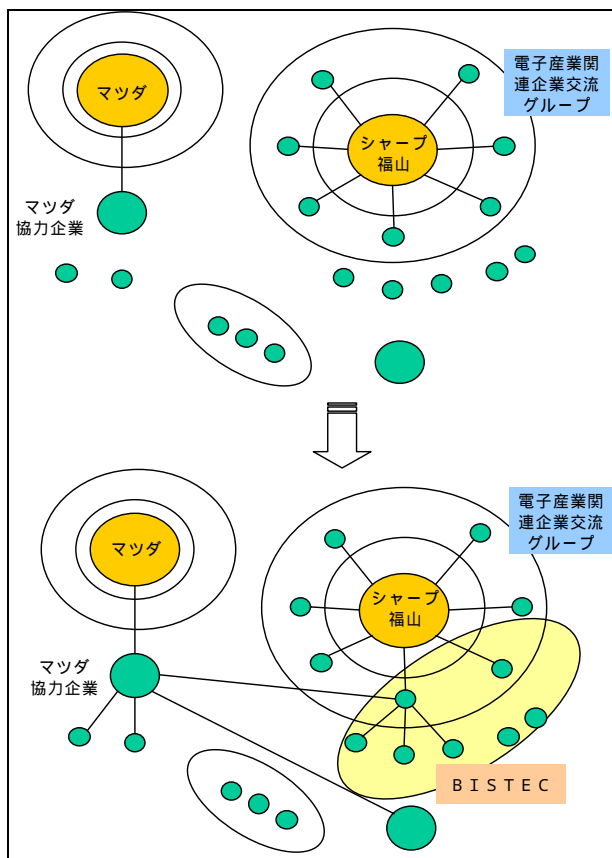 マツダ
電子産業関
連企業交流
グループ
シャープ
福山
マツダ
協力企業
電子産業関
連企業交流
グループ
マツダ
シャープ
福山
マツダ
協力企業
ＢＩＳＴＥＣ